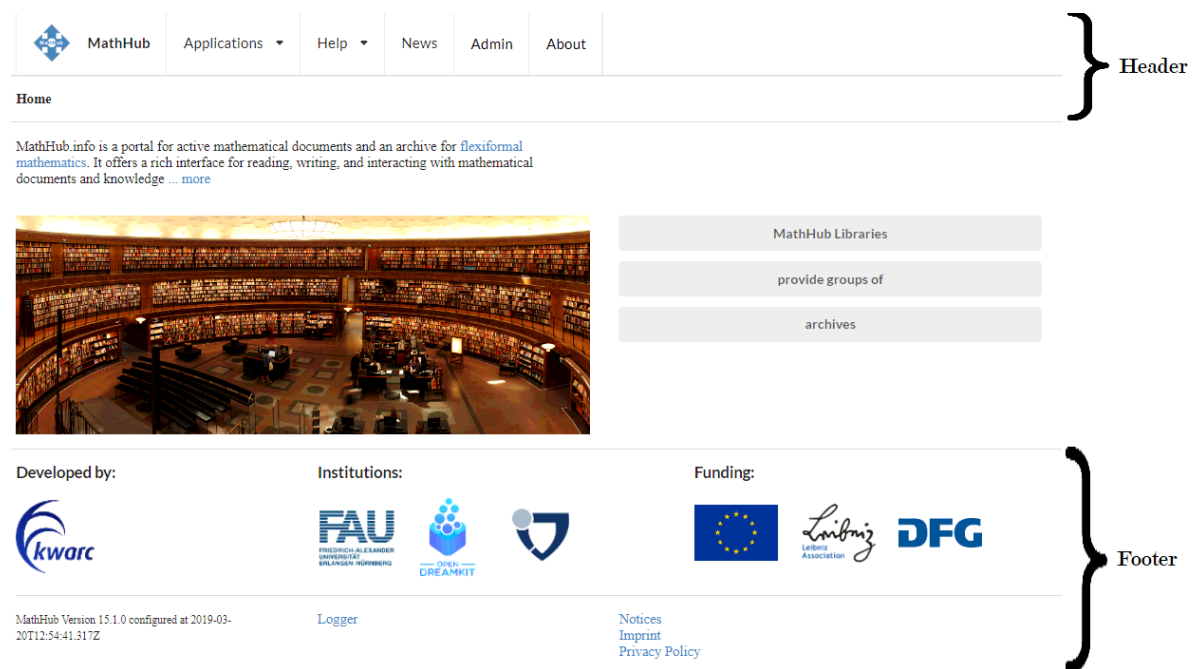 MathHub
MathHub Applications Help News Admin About
Header
Home
MathHub.info is a portal for active mathematical documents and an archive for flexiformal
mathematics. It offers a rich interface for reading, writing, and interacting with mathematical
documents and knowledge ... more
MathHub Libraries
provide groups of
archives
Developed by:
Institutions:
Funding:
kwarc
FAU
FRIEDRICH-ALEXANDER
UNIVERSITÄT
ERLANGEN-NÜRNBERG
OPEN
DREAMKIT
Leibniz
Leibniz
Association
DFG
Footer
MathHub Version 15.1.0 configured at 2019-03-
20T12:54:41.317Z
Logger
Notices
Imprint
Privacy Policy